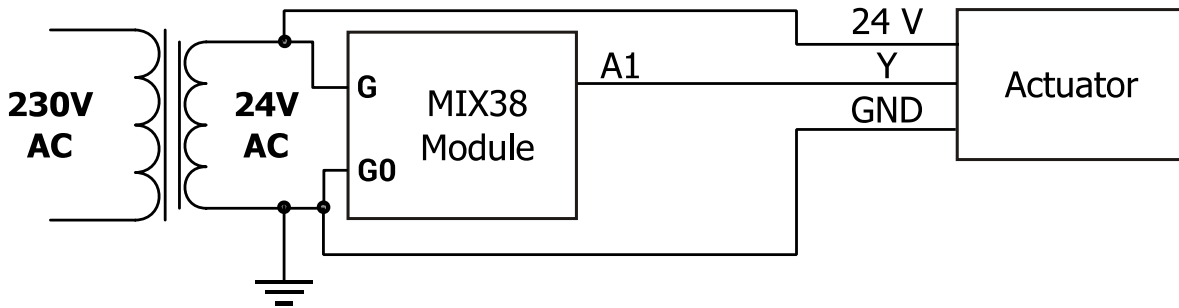 230V
AC
24V
AC
G
G0
MIX38
Module
A1
24 V
Y
GND
Actuator